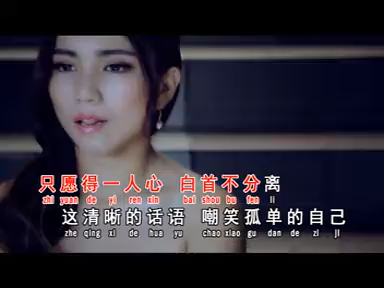 只愿得一人心 白首不分离
zhi yuan de yi ren xin bai shou bu fen li
这清晰的话语 嘲笑孤单的自己
zhe qing xi de hua yu chao xiao gu dan de zi ji